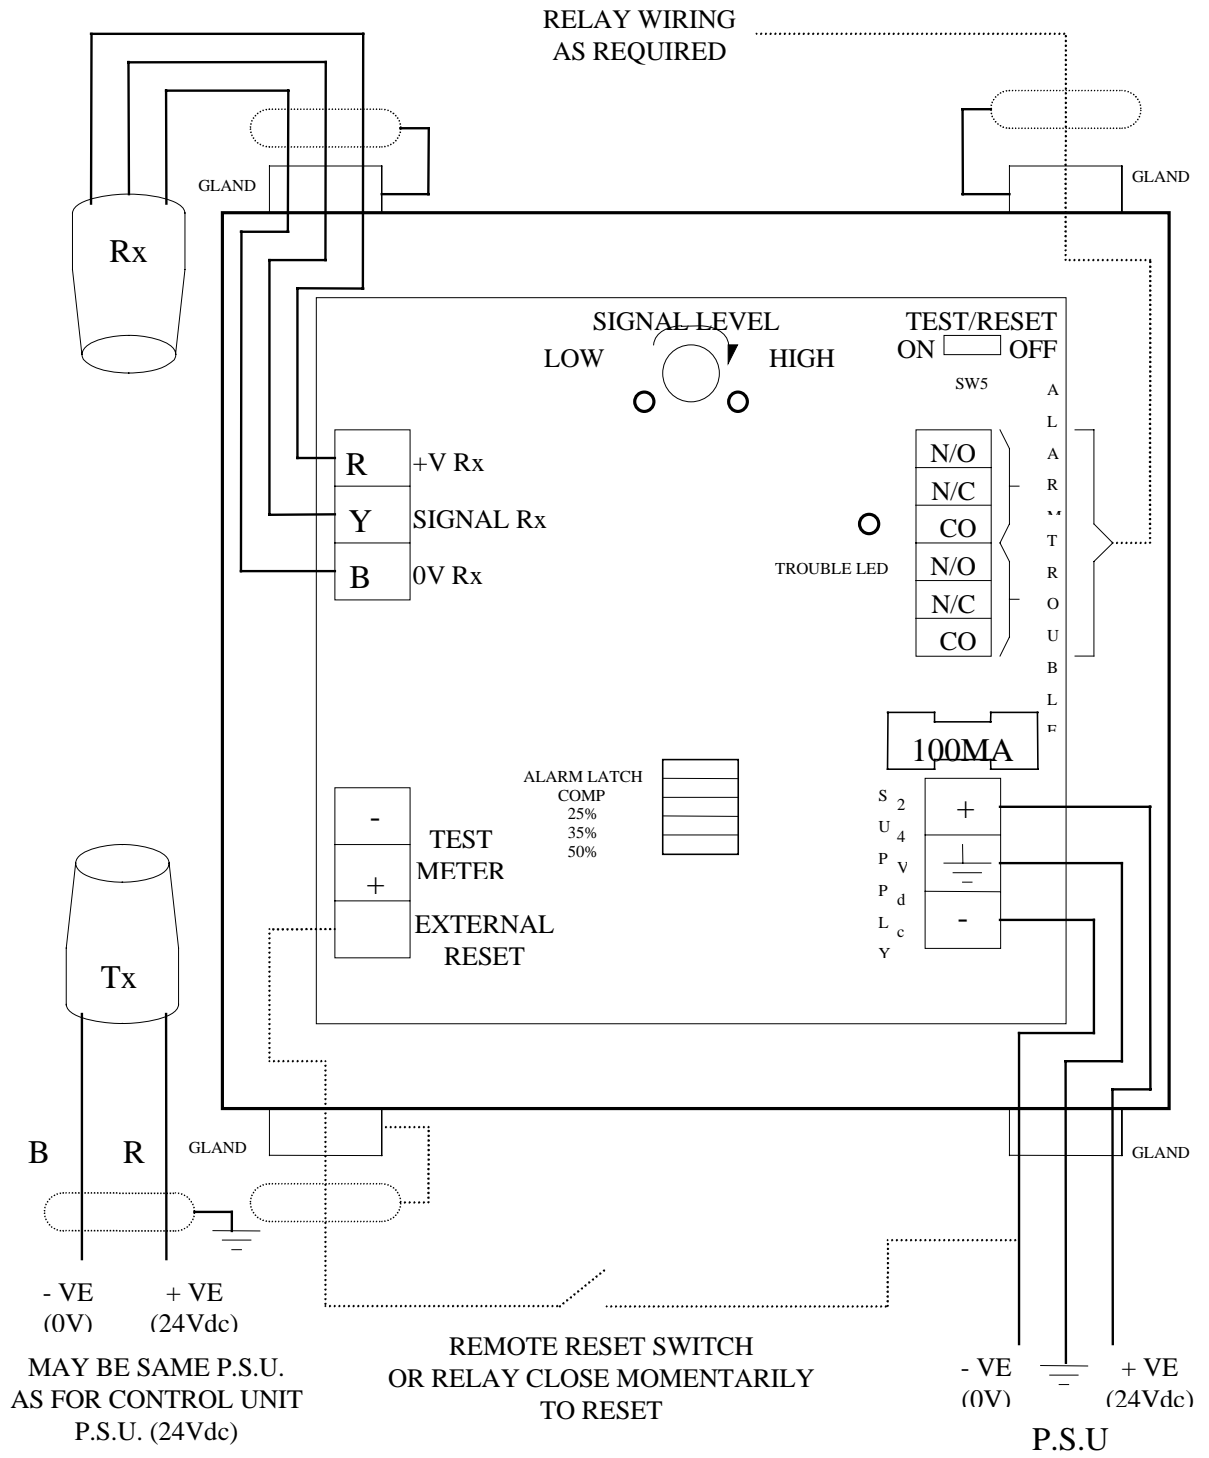 RELAY WIRING
AS REQUIRED
GLAND
GLAND
Rx
SIGNAL LEVEL
LOW
HIGH
TEST/RESET
ON
OFF
SW5
ALARM
TROUBLE
R
+V Rx
Y
SIGNAL Rx
B
0V Rx
N/O
N/C
CO
N/O
N/C
CO
TROUBLE LED
100MA
ALARM LATCH
COMP
25%
35%
50%
-
TEST
METER
+
EXTERNAL
RESET
SUPPLY
24Vdc
+
-
Tx
B
R
GLAND
GLAND
- VE
(0V)
+ VE
(24Vdc)
MAY BE SAME P.S.U.
AS FOR CONTROL UNIT
P.S.U. (24Vdc)
REMOTE RESET SWITCH
OR RELAY CLOSE MOMENTARILY
TO RESET
- VE
(0V)
+ VE
(24Vdc)
P.S.U